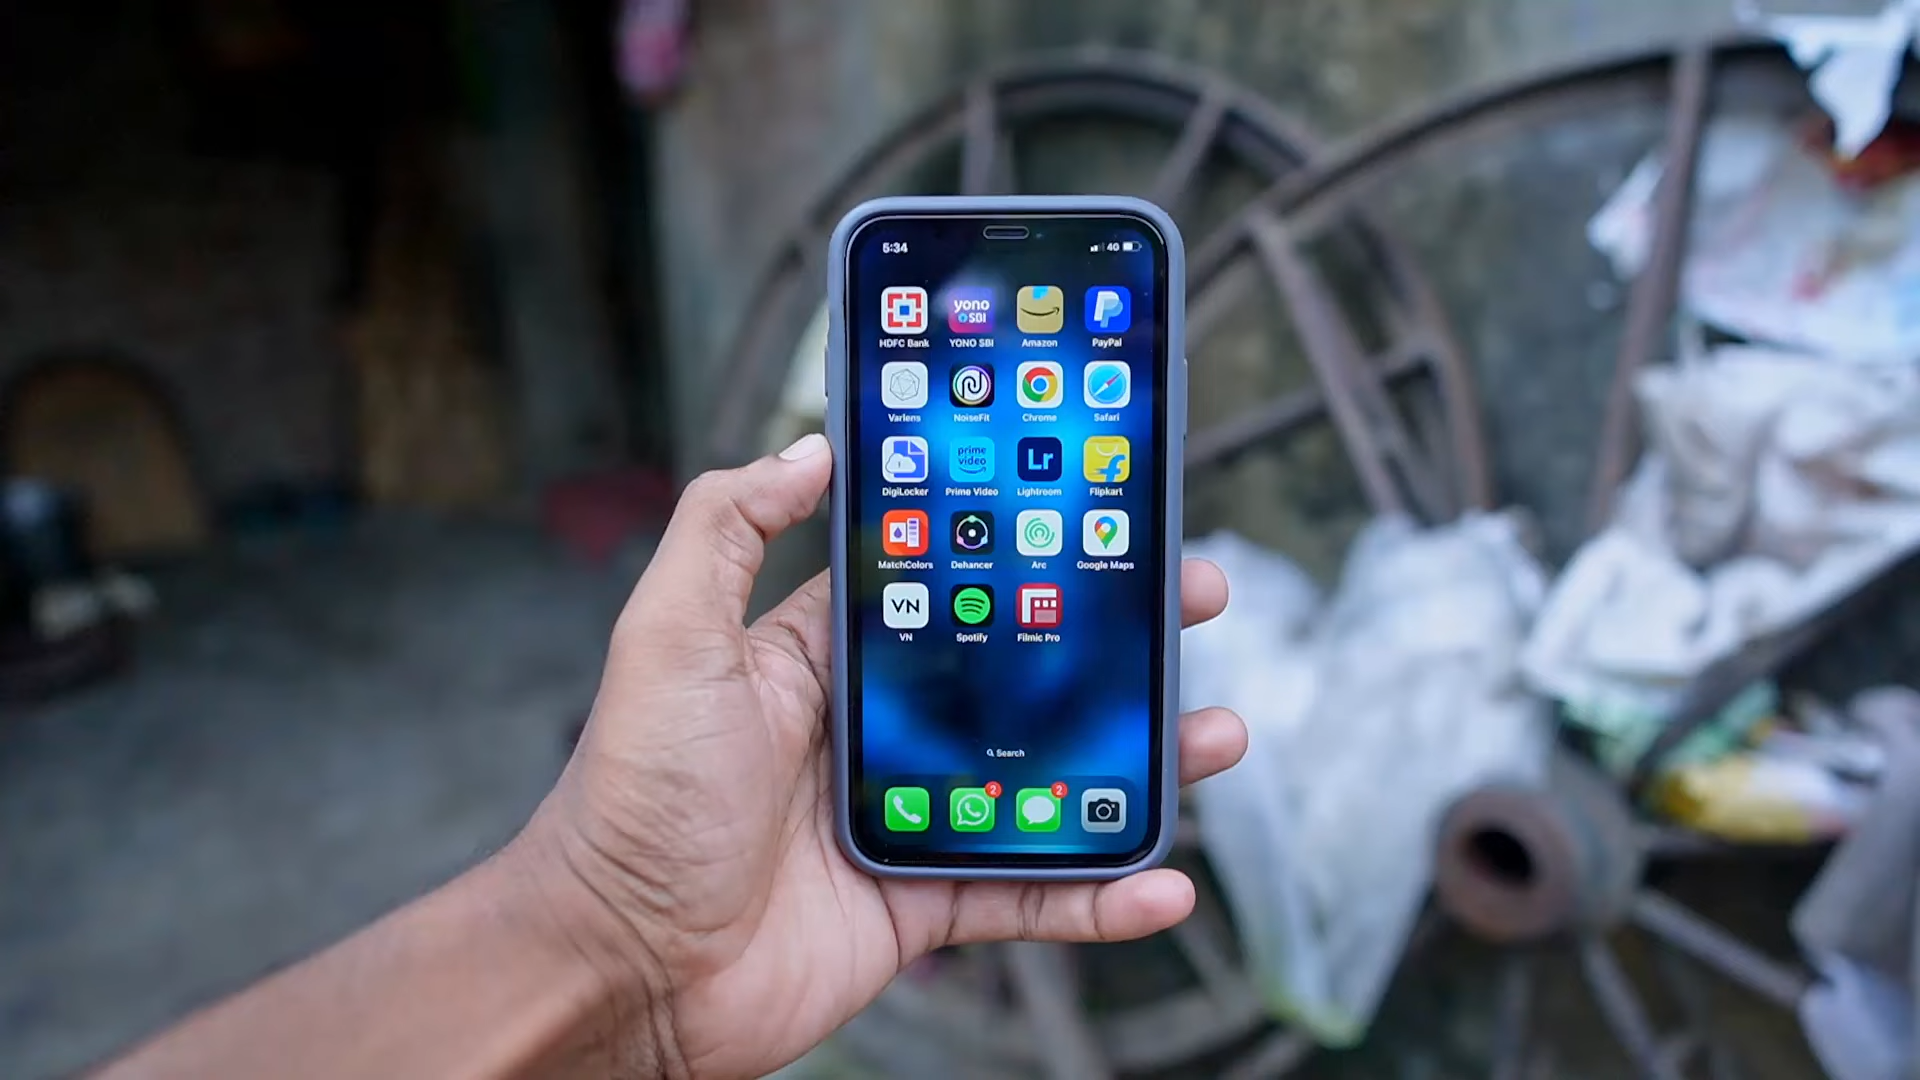 5:34 4G
yono
SBI
HDFC Bank YONO SBI Amazon PayPal
Varlens NoiseFit Chrome Safari
prime
video
Lr
DigiLocker Prime Video Lightroom Flipkart
MatchColors Dehancer Arc Google Maps
VN
VN Spotify Filmic Pro
Search
2 2